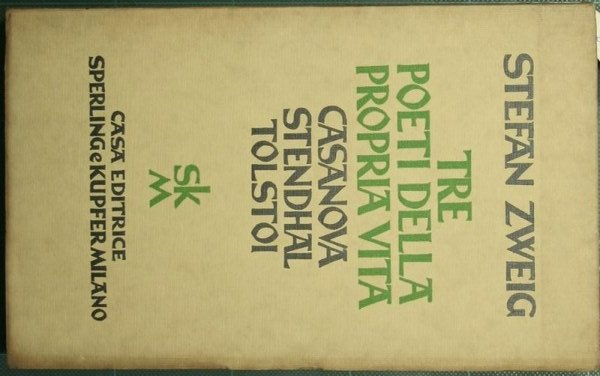 STEFAN ZWEIG
TRE
POETI DELLA
PROPRIA VITA
CASANOVA
STENDHAL
TOLSTOI
sk
M
CASA EDITRICE
SPERLING e KUPFER MILANO